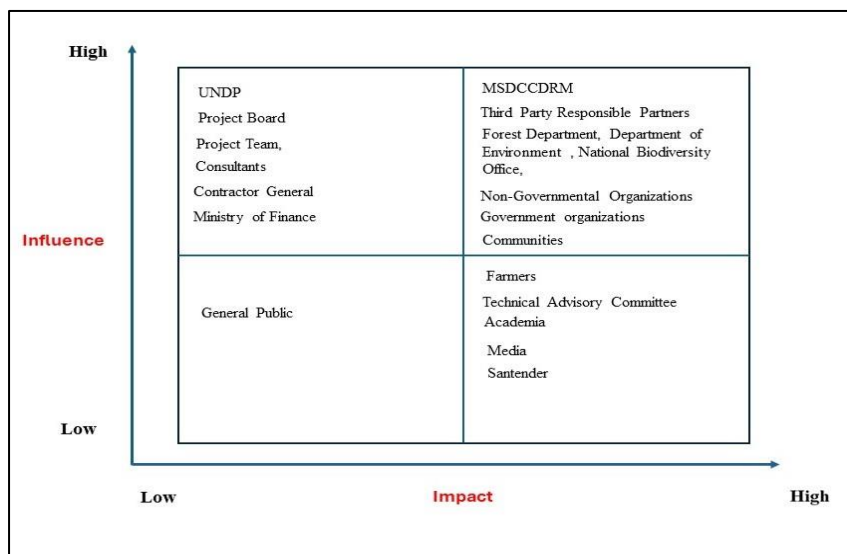 High
UNDP
Project Board
Project Team,
Consultants
Contractor General
Ministry of Finance
MSDCCDRM
Third Party Responsible Partners
Forest Department, Department of
Environment , National Biodiversity
Office,
Non-Governmental Organizations
Government organizations
Communities
Influence
General Public
Farmers
Technical Advisory Committee
Academia
Media
Santender
Low
Low
Impact
High